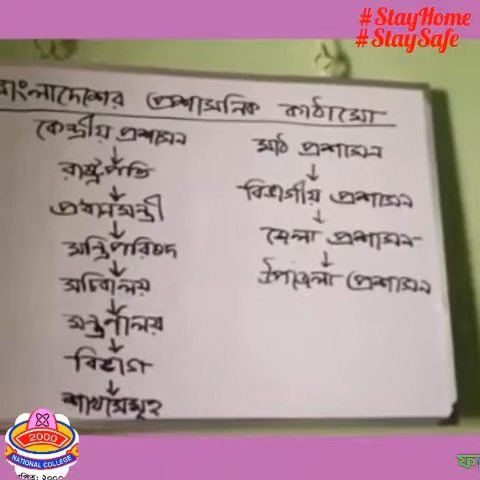 #StayHome
#StaySafe
বাংলাদেশের প্রশাসনিক কাঠামো
কেন্দ্রীয় প্রশাসন
রাষ্ট্রপতি
প্রধানমন্ত্রী
মন্ত্রিপরিষদ
সচিবালয়
মন্ত্রণালয়
বিভাগ
শাখাসমূহ
মাঠ প্রশাসন
বিভাগীয় প্রশাসন
জেলা প্রশাসন
উপজেলা প্রশাসন
2000
NATIONAL COLLEGE